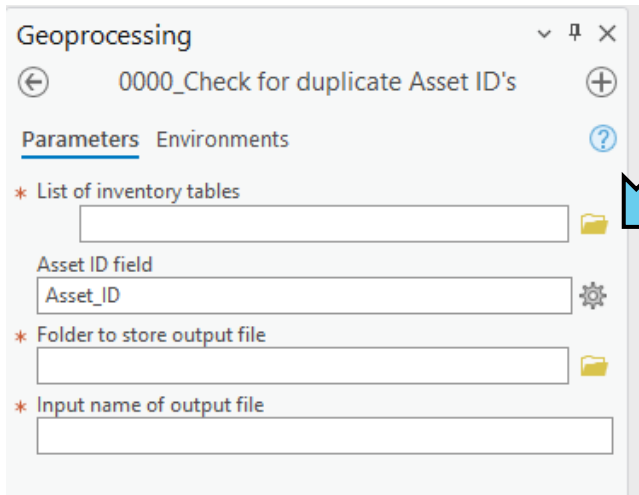 Geoprocessing
0000_Check for duplicate Asset ID's
Parameters Environments
* List of inventory tables
Asset ID field
Asset_ID
* Folder to store output file
* Input name of output file